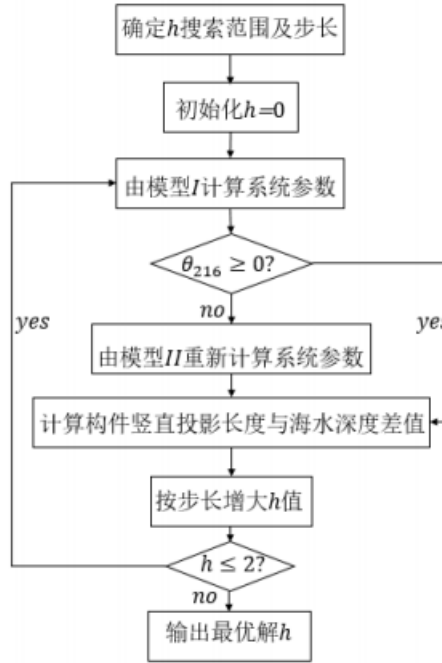 确定h搜索范围及步长
初始化h=0
由模型I计算系统参数
θ₂₁₆ ≥ 0?
yes
no
yes
由模型II重新计算系统参数
计算构件竖直投影长度与海水深度差值
按步长增大h值
h ≤ 2?
no
输出最优解h